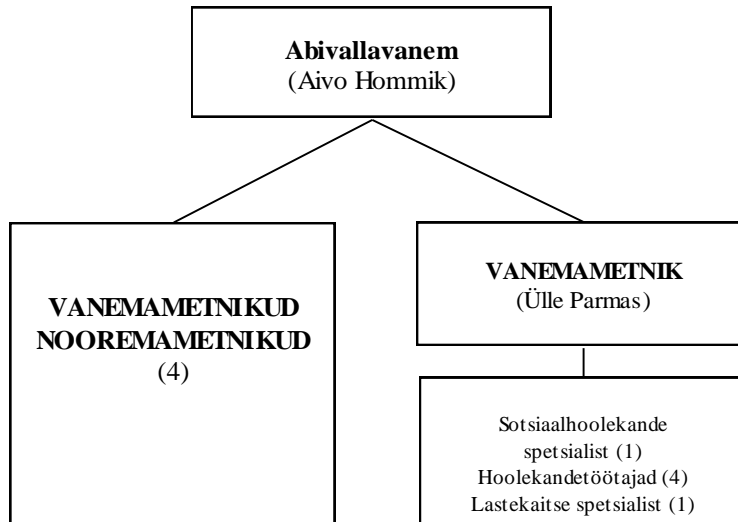 Abivallavanem
(Aivo Hommik)
VANEMAMETNIKUD
NOOREMAMETNIKUD
(4)
VANEMAMETNIK
(Ülle Parmas)
Sotsiaalhoolekande
spetsialist (1)
Hoolekandetöötajad (4)
Lastekaitse spetsialist (1)